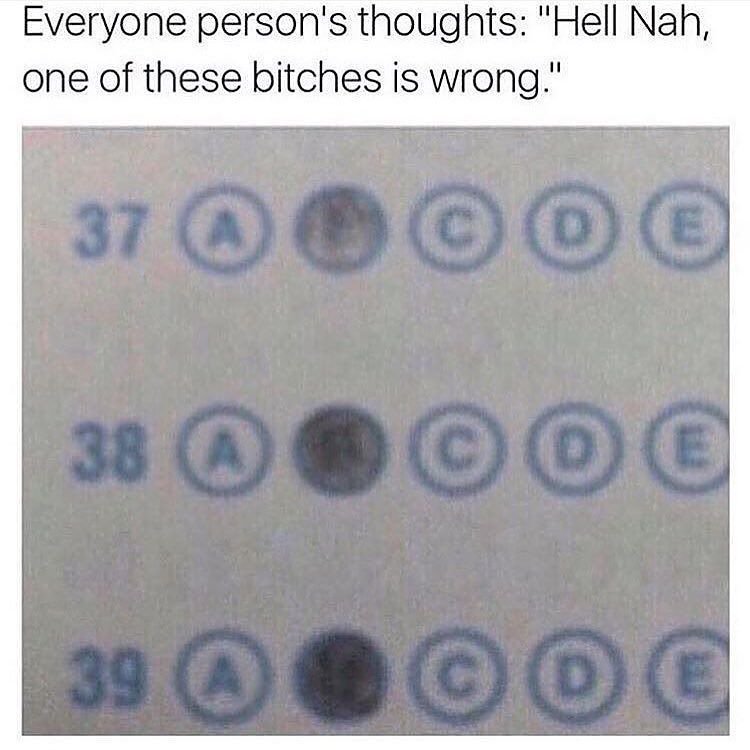 Everyone person's thoughts: "Hell Nah,
one of these bitches is wrong."
37 A C D E
38 A C D E
39 A C D E